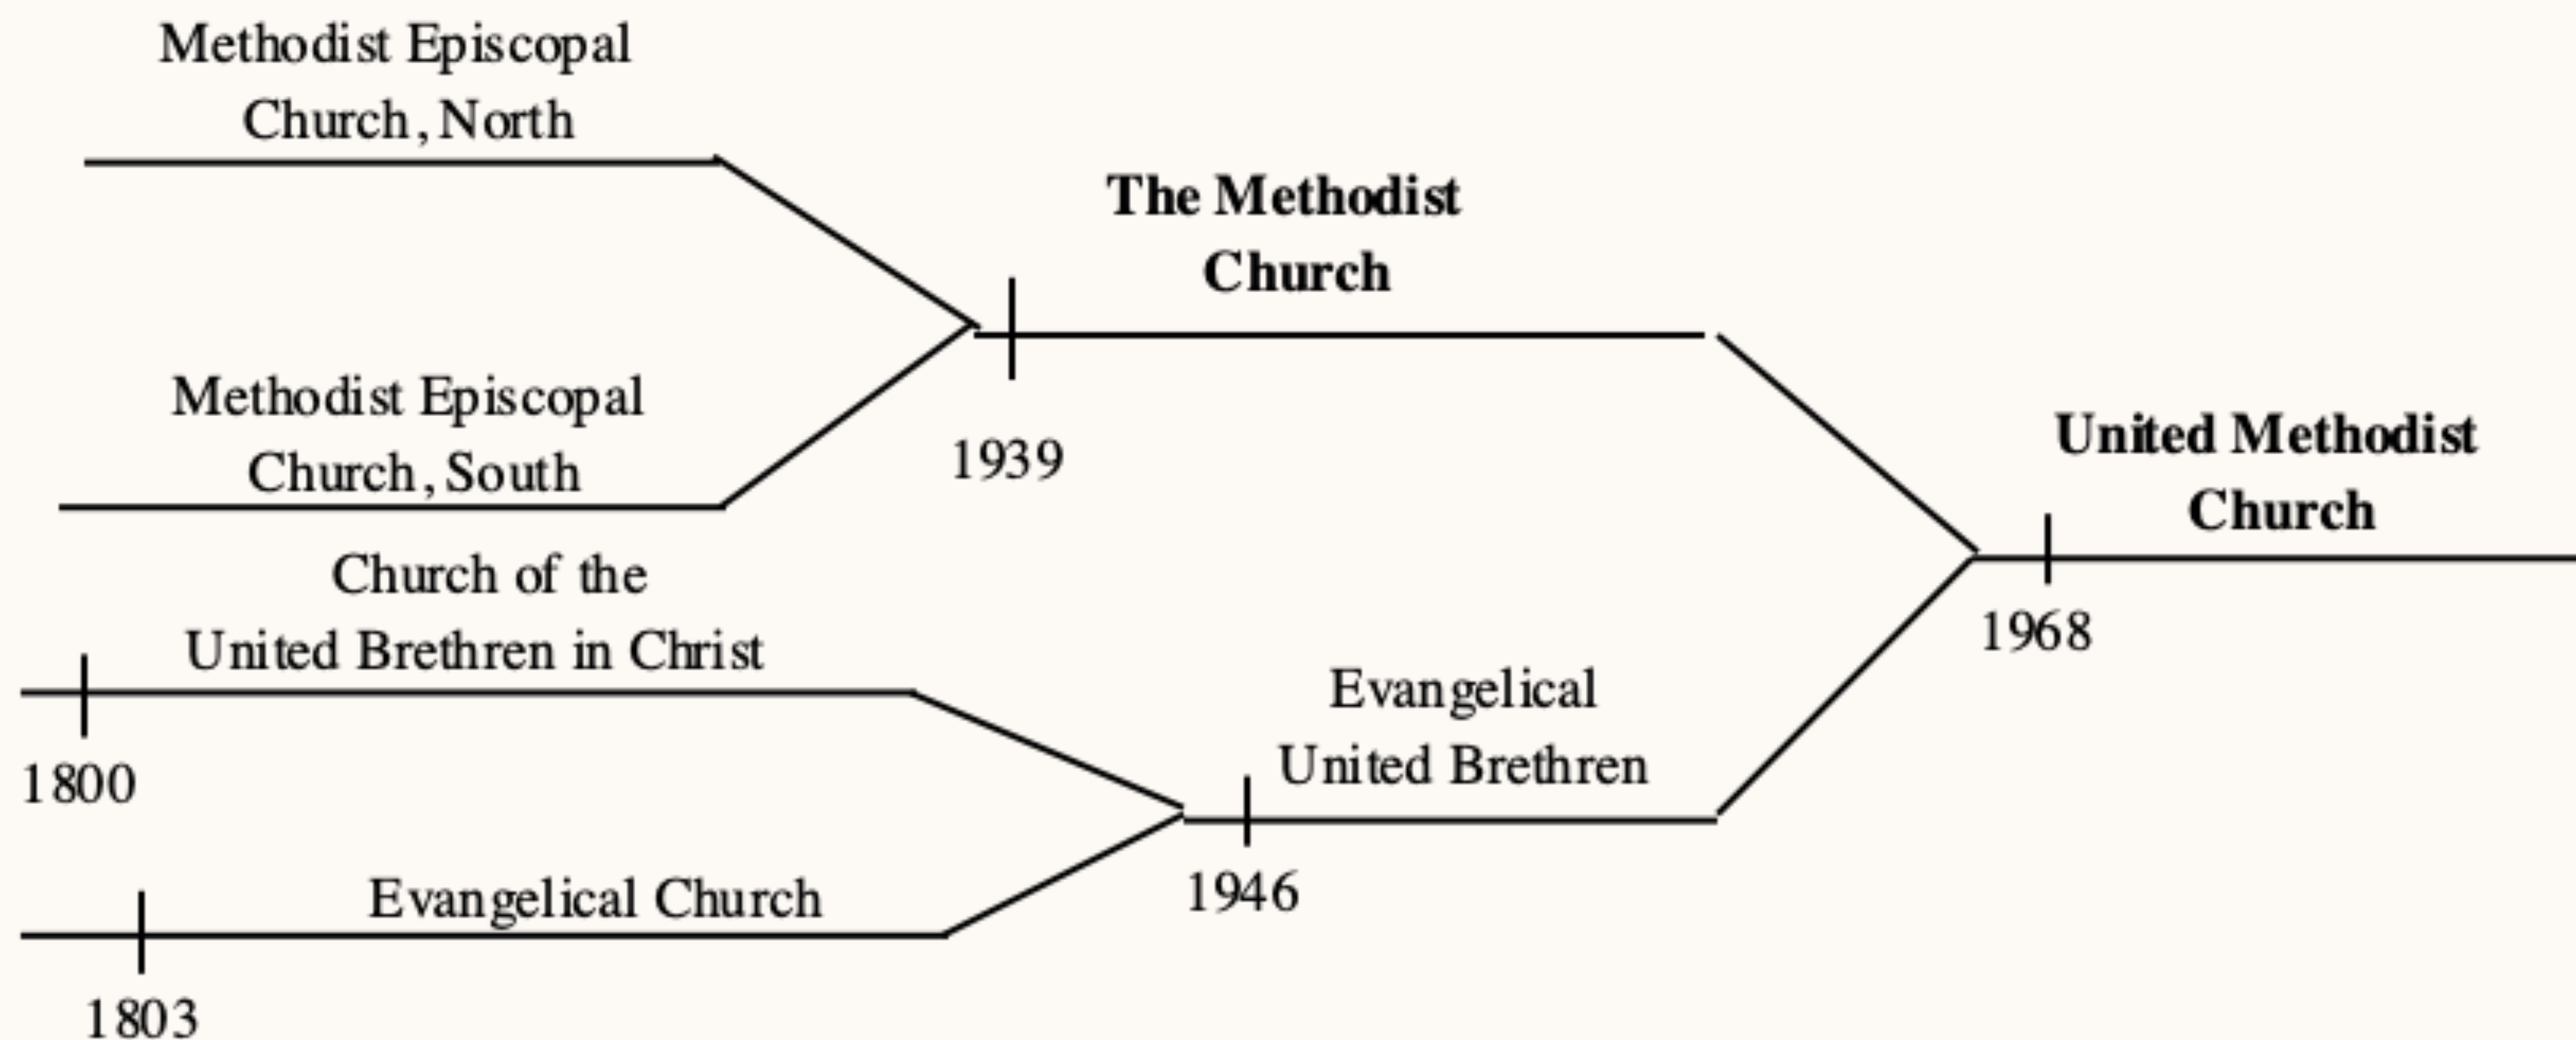 Methodist Episcopal
Church, North
The Methodist
Church
Methodist Episcopal
Church, South
1939
United Methodist
Church
1968
Church of the
United Brethren in Christ
1800
Evangelical
United Brethren
1946
Evangelical Church
1803